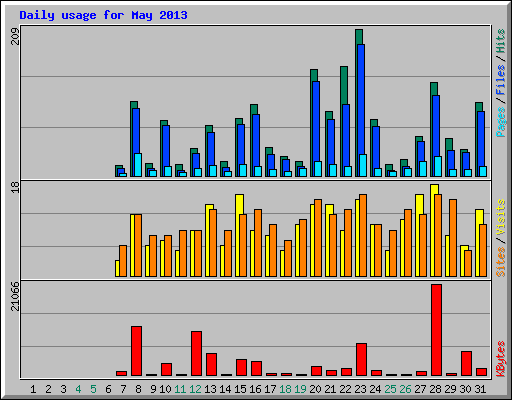 Daily usage for May 2013
209
Pages / Files / Hits
18
Sites / Visits
21066
KBytes
1 2 3 4 5 6 7 8 9 10 11 12 13 14 15 16 17 18 19 20 21 22 23 24 25 26 27 28 29 30 31